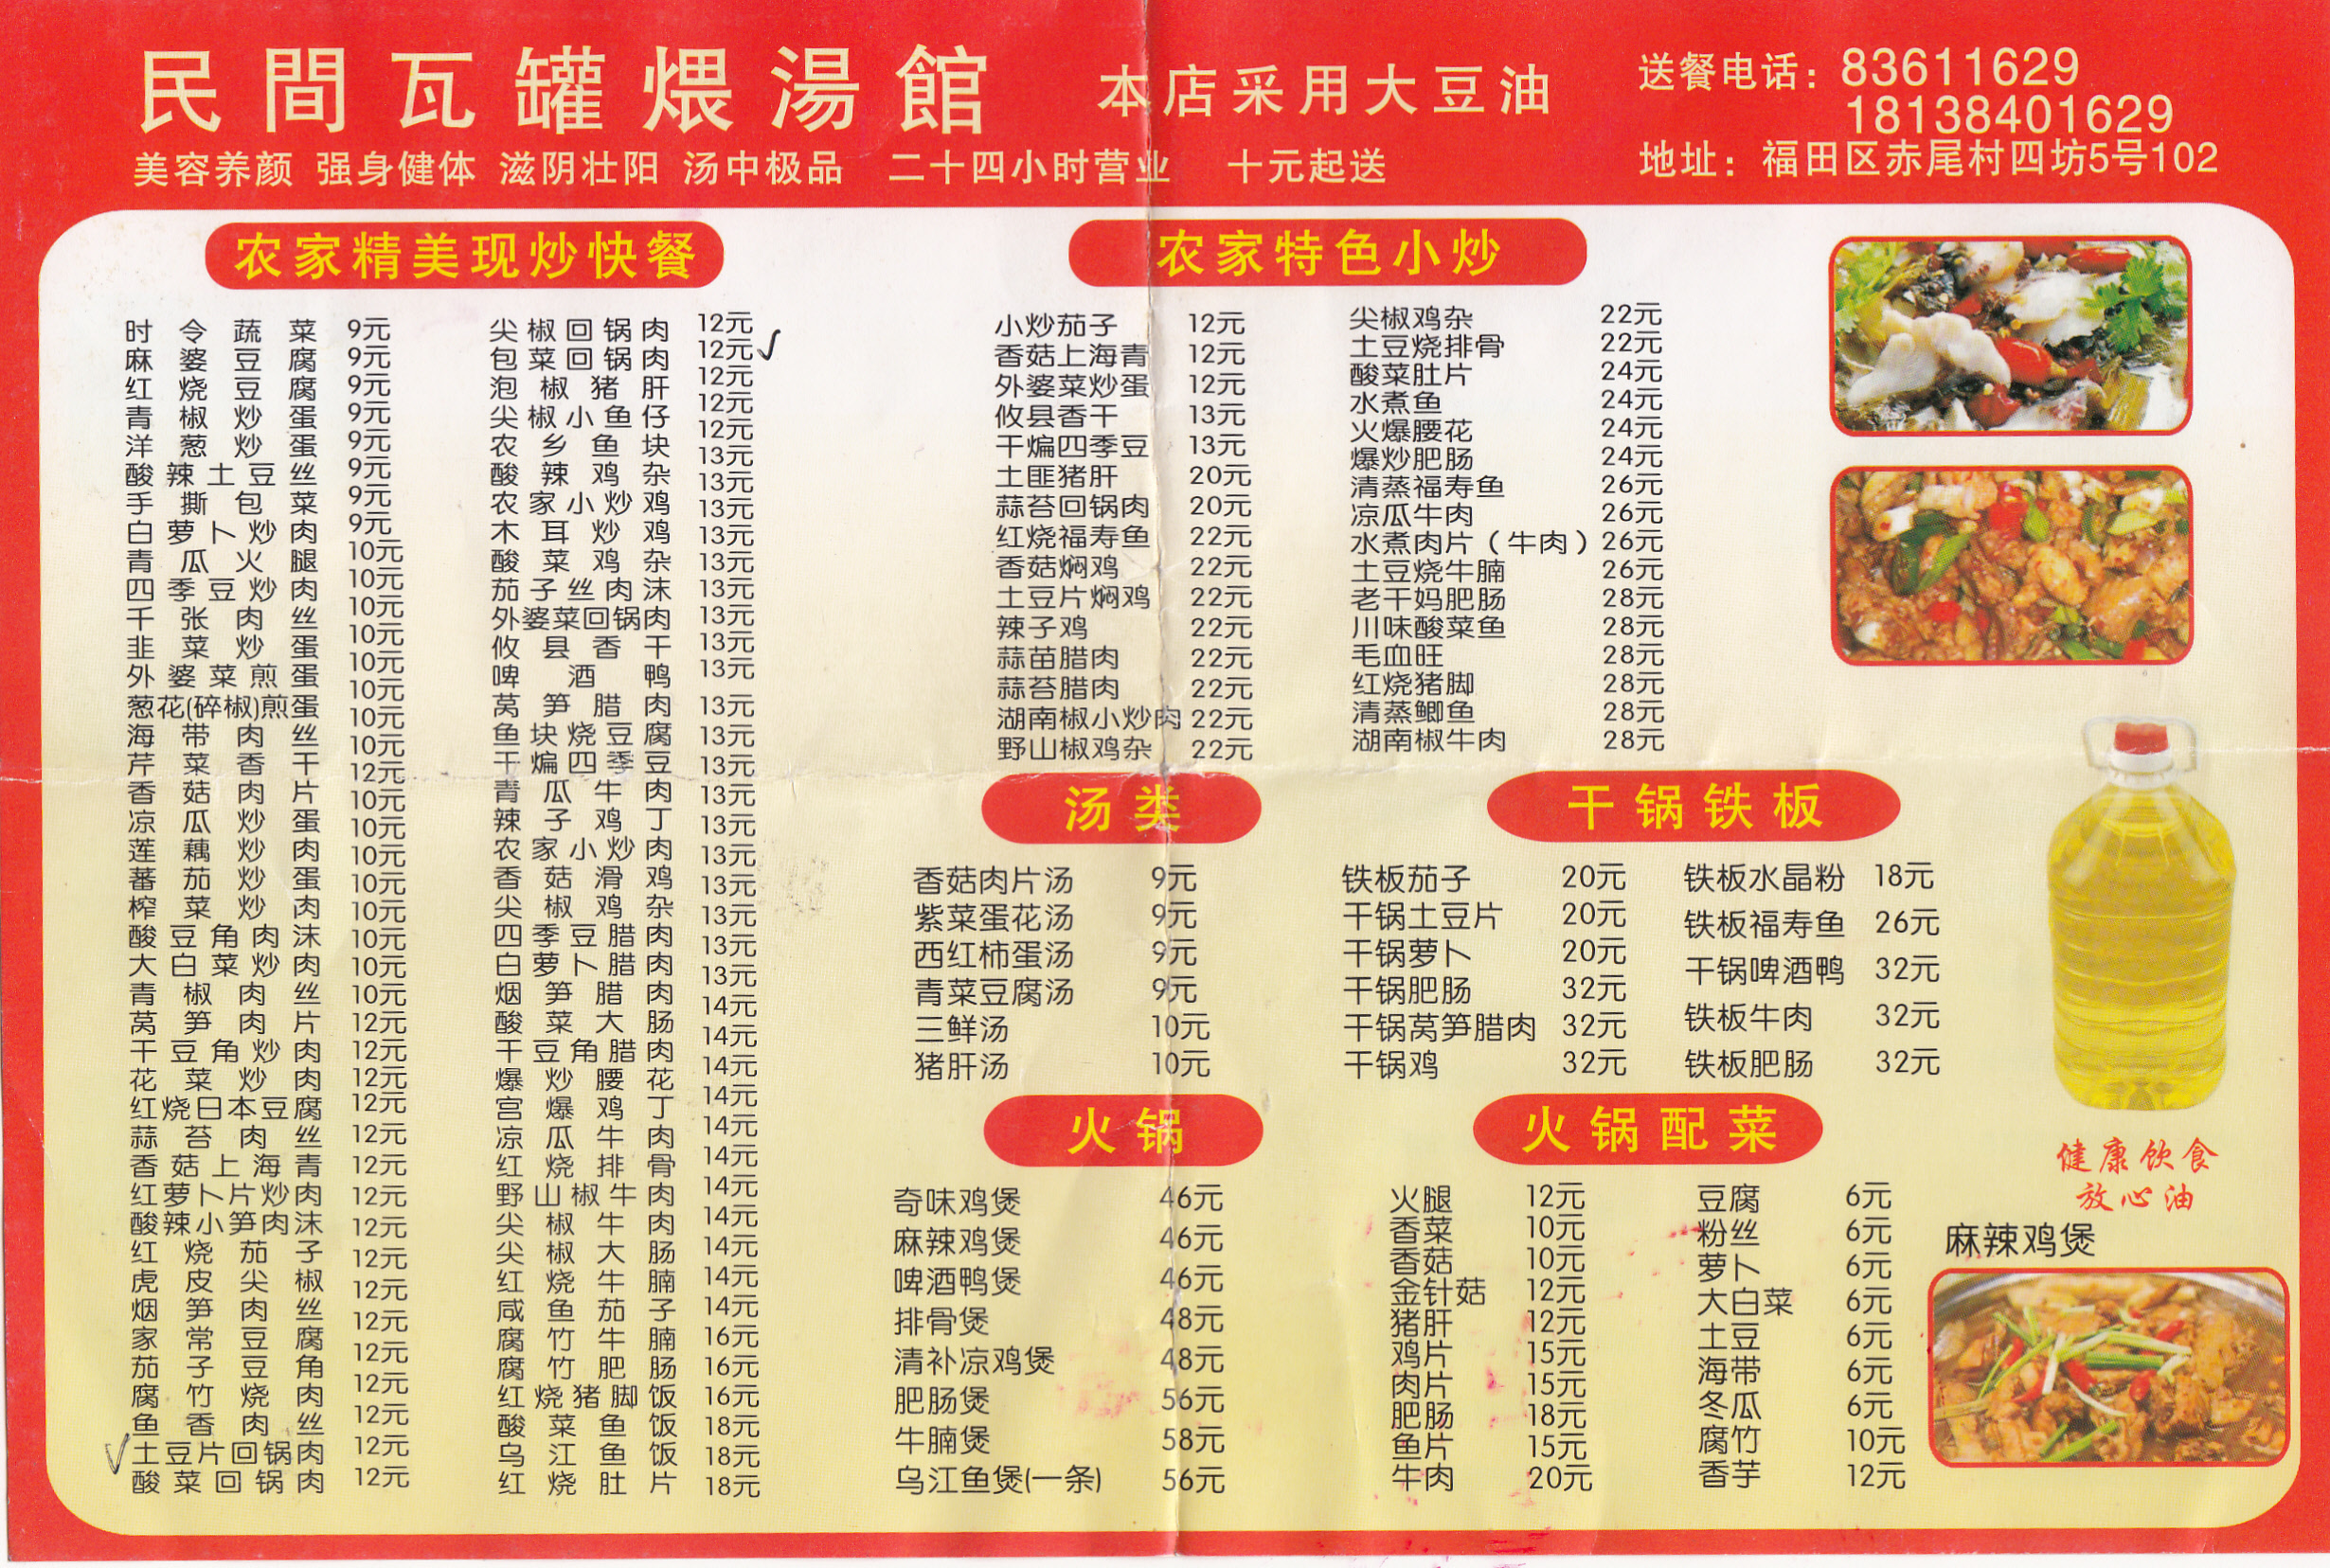 民間瓦罐煨湯館
本店采用大豆油
送餐电话：83611629
18138401629
美容养颜 强身健体 滋阴壮阳 汤中极品 二十四小时营业 十元起送
地址：福田区赤尾村四坊5号102
农家精美现炒快餐
时令蔬菜 9元
麻婆豆腐 9元
红烧豆腐 9元
青椒炒蛋 9元
洋葱炒蛋 9元
酸辣土豆丝 9元
手撕包菜 9元
白萝卜炒肉 9元
青瓜火腿 10元
四季豆炒肉 10元
千张肉丝 10元
韭菜炒蛋 10元
外婆菜煎蛋 10元
葱花(碎椒)煎蛋 10元
海带肉丝 10元
芹菜香干 10元
香菇肉片 12元
凉瓜炒蛋 10元
莲藕炒肉 10元
蕃茄炒蛋 10元
榨菜炒肉 10元
酸豆角肉沫 10元
大白菜炒肉 10元
青椒肉丝 10元
莴笋肉片 10元
干豆角炒肉 12元
花菜炒肉 12元
红烧日本豆腐 12元
蒜苔肉丝 12元
香菇上海青 12元
红萝卜片炒肉 12元
酸辣小笋肉沫 12元
红烧茄子 12元
虎皮尖椒 12元
烟笋肉丝 12元
家常豆腐 12元
茄子豆角 12元
腐竹烧肉 12元
鱼香肉丝 12元
土豆片回锅肉 12元
酸菜回锅肉 12元
尖椒回锅肉 12元
包菜回锅肉 12元
泡椒猪肝 12元
尖椒小鱼仔 12元
农乡鱼块 12元
酸辣鸡杂 13元
农家小炒鸡 13元
木耳炒鸡 13元
酸菜鸡杂 13元
茄子丝肉沫 13元
外婆菜回锅肉 13元
攸县香干 13元
啤酒鸭 13元
莴笋腊肉 13元
鱼块烧豆腐 13元
干煸四季豆 13元
青瓜牛肉 13元
辣子鸡丁 13元
农家小炒肉 13元
香菇滑鸡 13元
尖椒鸡杂 13元
四季豆腊肉 13元
白萝卜腊肉 13元
烟笋腊肉 13元
酸菜大肠 14元
干豆角腊肉 14元
爆炒腰花 14元
宫爆鸡丁 14元
凉瓜牛肉 14元
红烧排骨 14元
野山椒牛肉 14元
尖椒牛肉 14元
尖椒大肠 14元
红烧牛腩 14元
咸鱼茄子 14元
腐竹牛腩 16元
腐竹肥肠 16元
红烧猪脚饭 16元
酸菜鱼饭 18元
乌江鱼饭 18元
红烧肚片 18元
农家特色小炒
小炒茄子 12元
香菇上海青 12元
外婆菜炒蛋 12元
攸县香干 13元
干煸四季豆 13元
土匪猪肝 20元
蒜苔回锅肉 20元
红烧福寿鱼 22元
香菇焖鸡 22元
土豆片焖鸡 22元
辣子鸡 22元
蒜苗腊肉 22元
蒜苔腊肉 22元
湖南椒小炒肉 22元
野山椒鸡杂 22元
尖椒鸡杂 22元
土豆烧排骨 22元
酸菜肚片 24元
水煮鱼 24元
火爆腰花 24元
爆炒肥肠 24元
清蒸福寿鱼 26元
凉瓜牛肉 26元
水煮肉片（牛肉）26元
土豆烧牛腩 26元
老干妈肥肠 28元
川味酸菜鱼 28元
毛血旺 28元
红烧猪脚 28元
清蒸鲫鱼 28元
湖南椒牛肉 28元
汤类
香菇肉片汤 9元
紫菜蛋花汤 9元
西红柿蛋汤 9元
青菜豆腐汤 9元
三鲜汤 10元
猪肝汤 10元
干锅铁板
铁板茄子 20元
干锅土豆片 20元
干锅萝卜 20元
干锅肥肠 32元
干锅莴笋腊肉 32元
干锅鸡 32元
铁板水晶粉 18元
铁板福寿鱼 26元
干锅啤酒鸭 32元
铁板牛肉 32元
铁板肥肠 32元
火锅
奇味鸡煲 46元
麻辣鸡煲 46元
啤酒鸭煲 46元
排骨煲 48元
清补凉鸡煲 48元
肥肠煲 56元
牛腩煲 58元
乌江鱼煲(一条) 56元
火锅配菜
火腿 12元
香菜 10元
香菇 10元
金针菇 12元
猪肝 12元
鸡片 15元
肉片 15元
肥肠 18元
鱼片 15元
牛肉 20元
豆腐 6元
粉丝 6元
萝卜 6元
大白菜 6元
土豆 6元
海带 6元
冬瓜 6元
腐竹 10元
香芋 12元
健康饮食
放心油
麻辣鸡煲